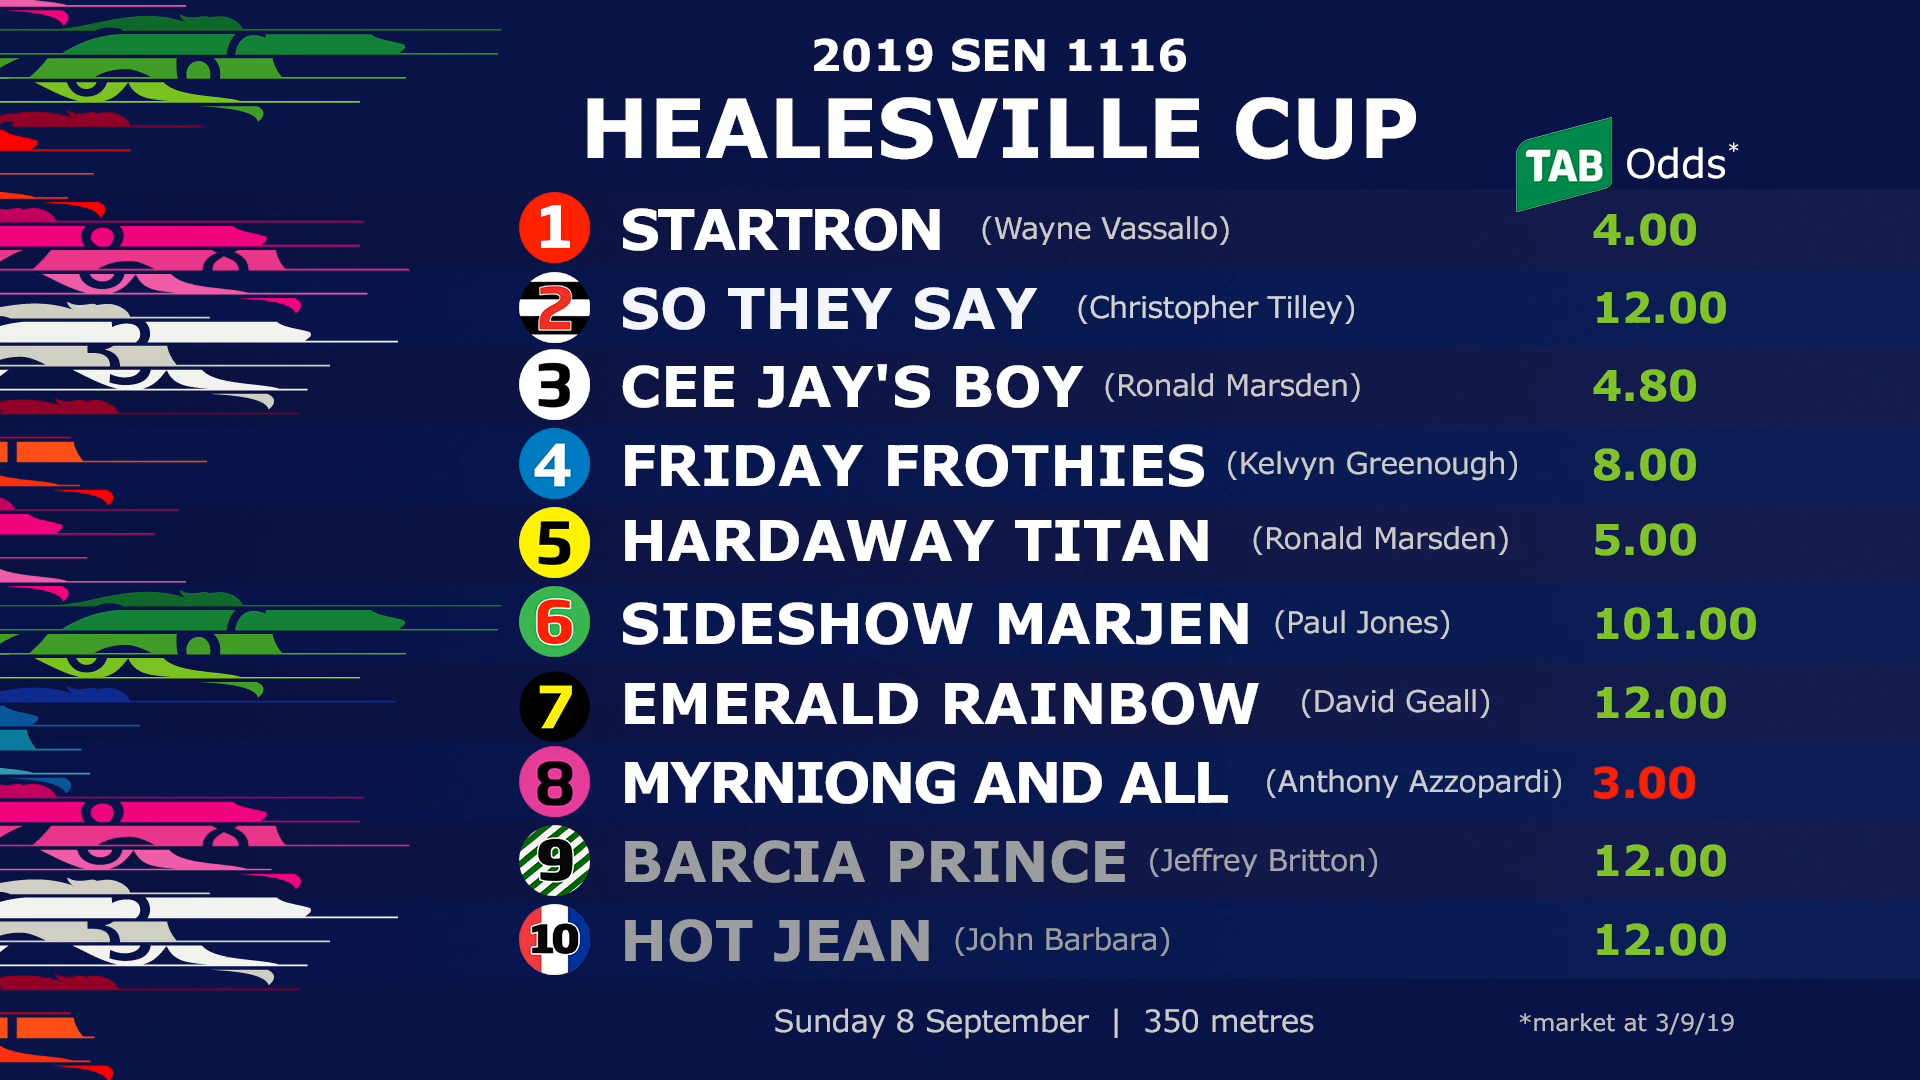 2019 SEN 1116
HEALESVILLE CUP
TAB Odds*
1 STARTRON (Wayne Vassallo) 4.00
2 SO THEY SAY (Christopher Tilley) 12.00
3 CEE JAY'S BOY (Ronald Marsden) 4.80
4 FRIDAY FROTHIES (Kelvyn Greenough) 8.00
5 HARDAWAY TITAN (Ronald Marsden) 5.00
6 SIDESHOW MARJEN (Paul Jones) 101.00
7 EMERALD RAINBOW (David Geall) 12.00
8 MYRNIONG AND ALL (Anthony Azzopardi) 3.00
9 BARCIA PRINCE (Jeffrey Britton) 12.00
10 HOT JEAN (John Barbara) 12.00
Sunday 8 September | 350 metres *market at 3/9/19